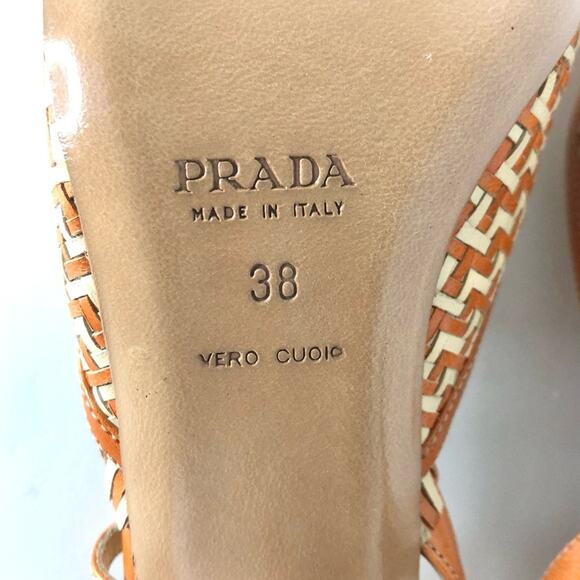 PRADA
MADE IN ITALY
38
VERO CUOIO